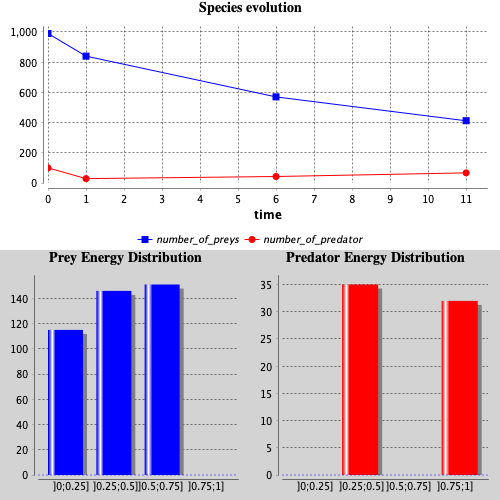 Species evolution
1,000
800
600
400
200
0
0 1 2 3 4 5 6 7 8 9 10 11
time
number_of_preys number_of_predator
Prey Energy Distribution
140
120
100
80
60
40
20
0
]0;0.25] ]0.25;0.5] ]0.5;0.75] ]0.75;1]
Predator Energy Distribution
35
30
25
20
15
10
5
0
]0;0.25] ]0.25;0.5] ]0.5;0.75] ]0.75;1]